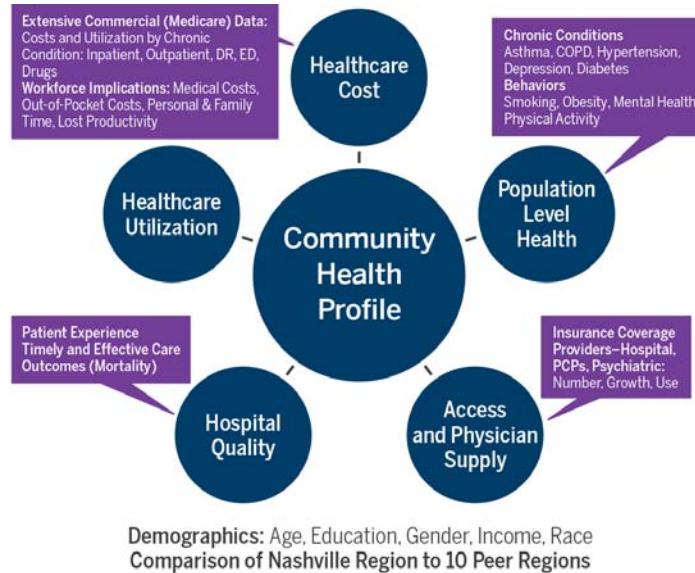 Extensive Commercial (Medicare) Data:
Costs and Utilization by Chronic
Condition: Inpatient, Outpatient, DR, ED,
Drugs
Workforce Implications: Medical Costs,
Out-of-Pocket Costs, Personal & Family
Time, Lost Productivity
Healthcare
Cost
Chronic Conditions
Asthma, COPD, Hypertension,
Depression, Diabetes
Behaviors
Smoking, Obesity, Mental Health,
Physical Activity
Healthcare
Utilization
Population
Level
Health
Community
Health
Profile
Patient Experience
Timely and Effective Care
Outcomes (Mortality)
Insurance Coverage
Providers–Hospital,
PCPs, Psychiatric:
Number, Growth, Use
Hospital
Quality
Access
and Physician
Supply
Demographics: Age, Education, Gender, Income, Race
Comparison of Nashville Region to 10 Peer Regions